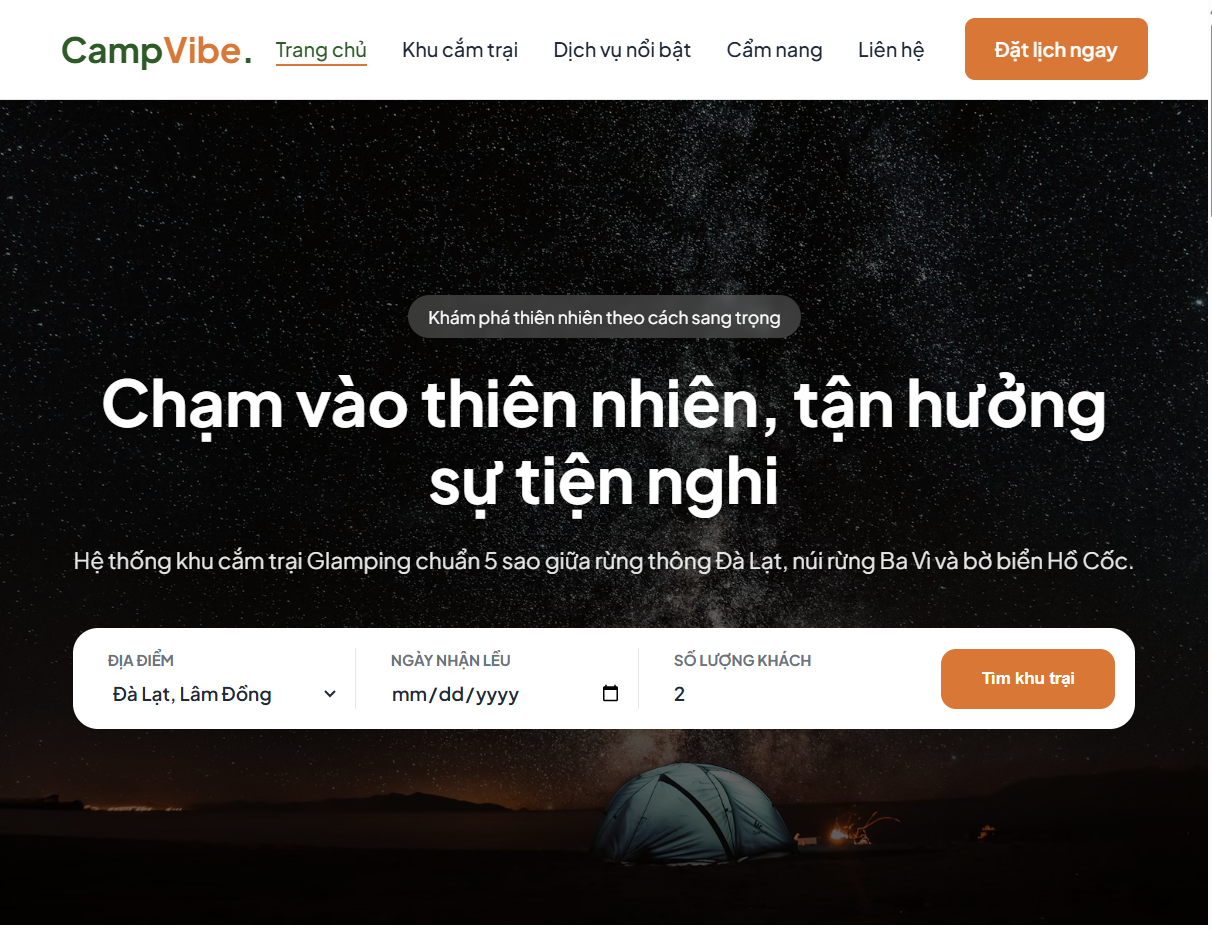 CampVibe. Trang chủ Khu cắm trại Dịch vụ nổi bật Cẩm nang Liên hệ Đặt lịch ngay
Khám phá thiên nhiên theo cách sang trọng
Chạm vào thiên nhiên, tận hưởng
sự tiện nghi
Hệ thống khu cắm trại Glamping chuẩn 5 sao giữa rừng thông Đà Lạt, núi rừng Ba Vì và bờ biển Hồ Cốc.
ĐỊA ĐIỂM NGÀY NHẬN LỀU SỐ LƯỢNG KHÁCH
Đà Lạt, Lâm Đồng mm/dd/yyyy 2 Tìm khu trại